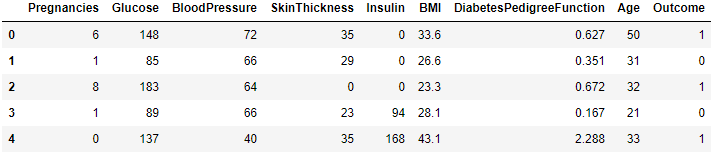 Pregnancies Glucose BloodPressure SkinThickness Insulin BMI DiabetesPedigreeFunction Age Outcome
0 6 148 72 35 0 33.6 0.627 50 1
1 1 85 66 29 0 26.6 0.351 31 0
2 8 183 64 0 0 23.3 0.672 32 1
3 1 89 66 23 94 28.1 0.167 21 0
4 0 137 40 35 168 43.1 2.288 33 1